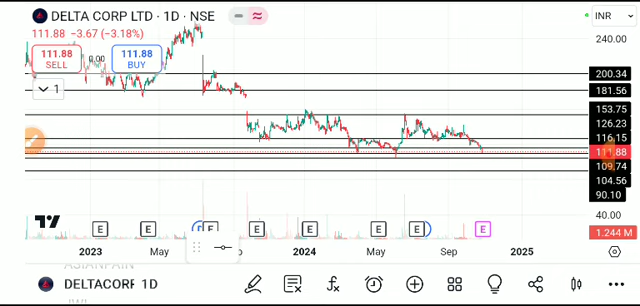 DELTA CORP LTD · 1D · NSE
INR
111.88 −3.67 (−3.18%)
240.00
111.88
SELL
0.00
111.88
BUY
200.34
181.56
1
153.75
126.23
116.15
111.88
109.74
104.56
90.10
40.00
E E E E E E E E
1.244 M
2023 May 2024 May Sep 2025
DELTACORP 1D